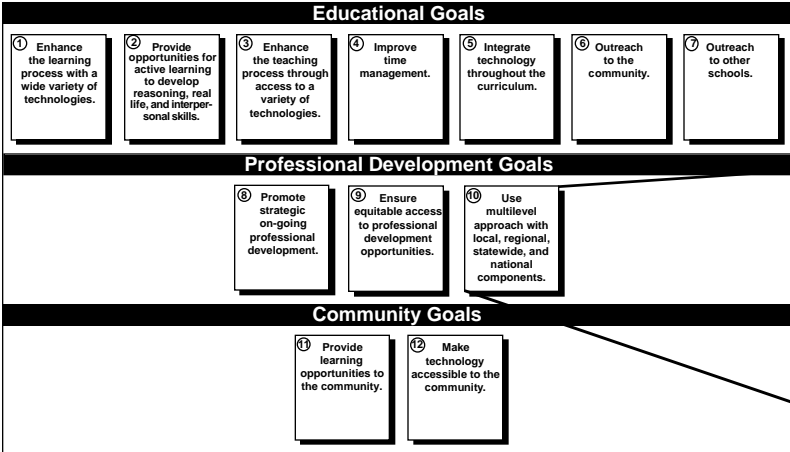 Educational Goals
1 Enhance
the learning
process with a
wide variety of
technologies.
2 Provide
opportunities for
active learning
to develop
reasoning, real
life, and interper-
sonal skills.
3 Enhance
the teaching
process through
access to a
variety of
technologies.
4 Improve
time
management.
5 Integrate
technology
throughout the
curriculum.
6 Outreach
to the
community.
7 Outreach
to other
schools.
Professional Development Goals
8 Promote
strategic
on-going
professional
development.
9 Ensure
equitable access
to professional
development
opportunities.
10 Use
multilevel
approach with
local, regional,
statewide, and
national
components.
Community Goals
11 Provide
learning
opportunities to
the community.
12 Make
technology
accessible to the
community.